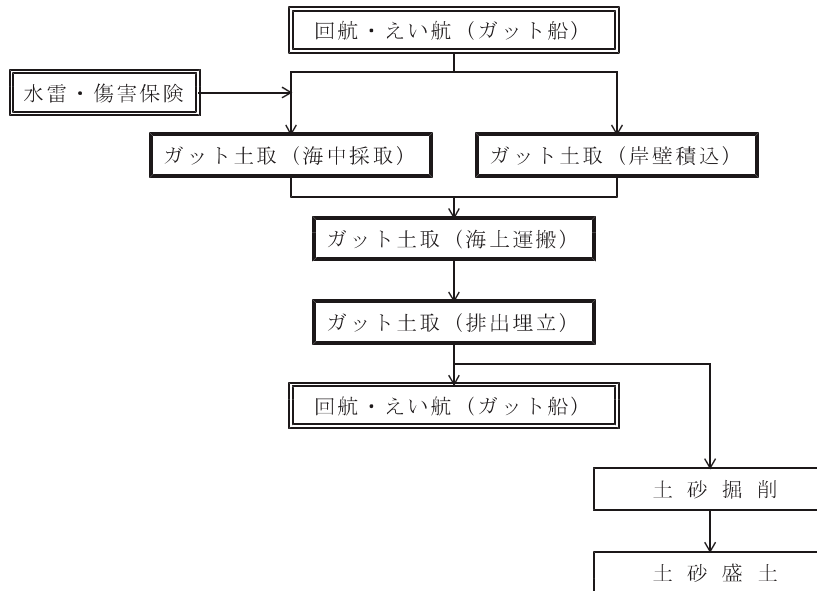 回航・えい航（ガット船）
水雷・傷害保険
ガット土取（海中採取）
ガット土取（岸壁積込）
ガット土取（海上運搬）
ガット土取（排出埋立）
回航・えい航（ガット船）
土 砂 掘 削
土 砂 盛 土